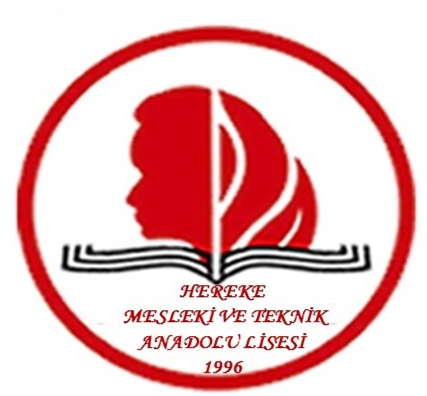 HEREKE
MESLEKİ VE TEKNİK
ANADOLU LİSESİ
1996